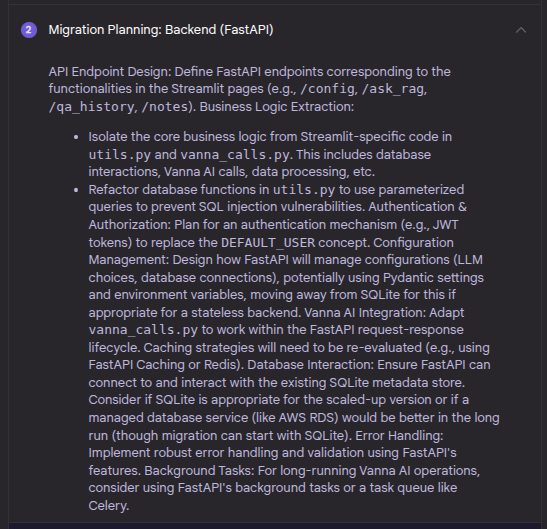 2 Migration Planning: Backend (FastAPI)
API Endpoint Design: Define FastAPI endpoints corresponding to the
functionalities in the Streamlit pages (e.g., /config, /ask_rag,
/qa_history, /notes). Business Logic Extraction:
• Isolate the core business logic from Streamlit-specific code in
utils.py and vanna_calls.py. This includes database
interactions, Vanna AI calls, data processing, etc.
• Refactor database functions in utils.py to use parameterized
queries to prevent SQL injection vulnerabilities. Authentication &
Authorization: Plan for an authentication mechanism (e.g., JWT
tokens) to replace the DEFAULT_USER concept. Configuration
Management: Design how FastAPI will manage configurations (LLM
choices, database connections), potentially using Pydantic settings
and environment variables, moving away from SQLite for this if
appropriate for a stateless backend. Vanna AI Integration: Adapt
vanna_calls.py to work within the FastAPI request-response
lifecycle. Caching strategies will need to be re-evaluated (e.g., using
FastAPI Caching or Redis). Database Interaction: Ensure FastAPI can
connect to and interact with the existing SQLite metadata store.
Consider if SQLite is appropriate for the scaled-up version or if a
managed database service (like AWS RDS) would be better in the long
run (though migration can start with SQLite). Error Handling:
Implement robust error handling and validation using FastAPI's
features. Background Tasks: For long-running Vanna AI operations,
consider using FastAPI's background tasks or a task queue like
Celery.